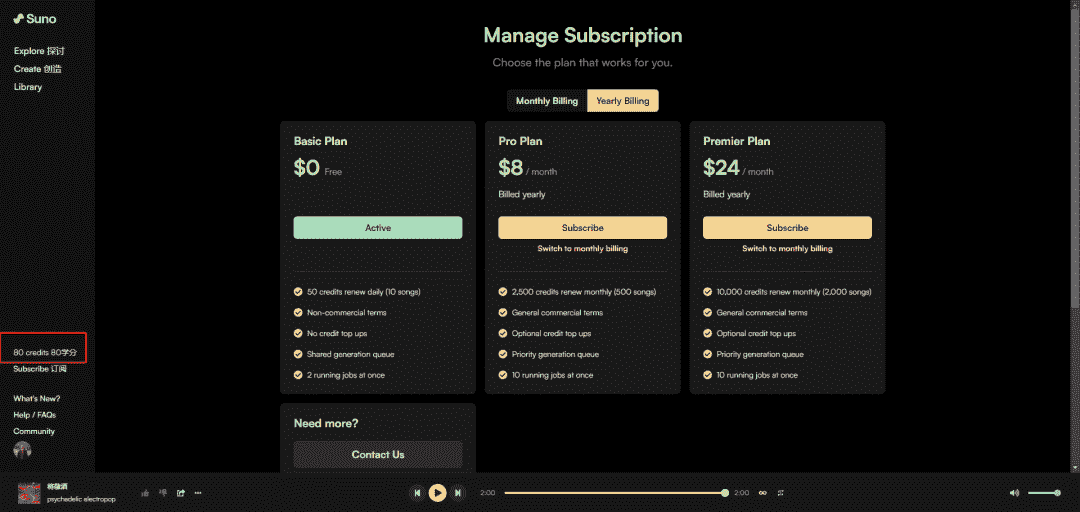 Suno
Explore 探讨
Create 创造
Library
80 credits 80学分
Subscribe 订阅
What's New?
Help / FAQs
Community
Manage Subscription
Choose the plan that works for you.
Monthly Billing
Yearly Billing
Basic Plan
$0 Free
Active
50 credits renew daily (10 songs)
Non-commercial terms
No credit top ups
Shared generation queue
2 running jobs at once
Pro Plan
$8 / month
Billed yearly
Subscribe
Switch to monthly billing
2,500 credits renew monthly (500 songs)
General commercial terms
Optional credit top ups
Priority generation queue
10 running jobs at once
Premier Plan
$24 / month
Billed yearly
Subscribe
Switch to monthly billing
10,000 credits renew monthly (2,000 songs)
General commercial terms
Optional credit top ups
Priority generation queue
10 running jobs at once
Need more?
Contact Us
将敬酒
psychedelic electropop
2:00
2:00